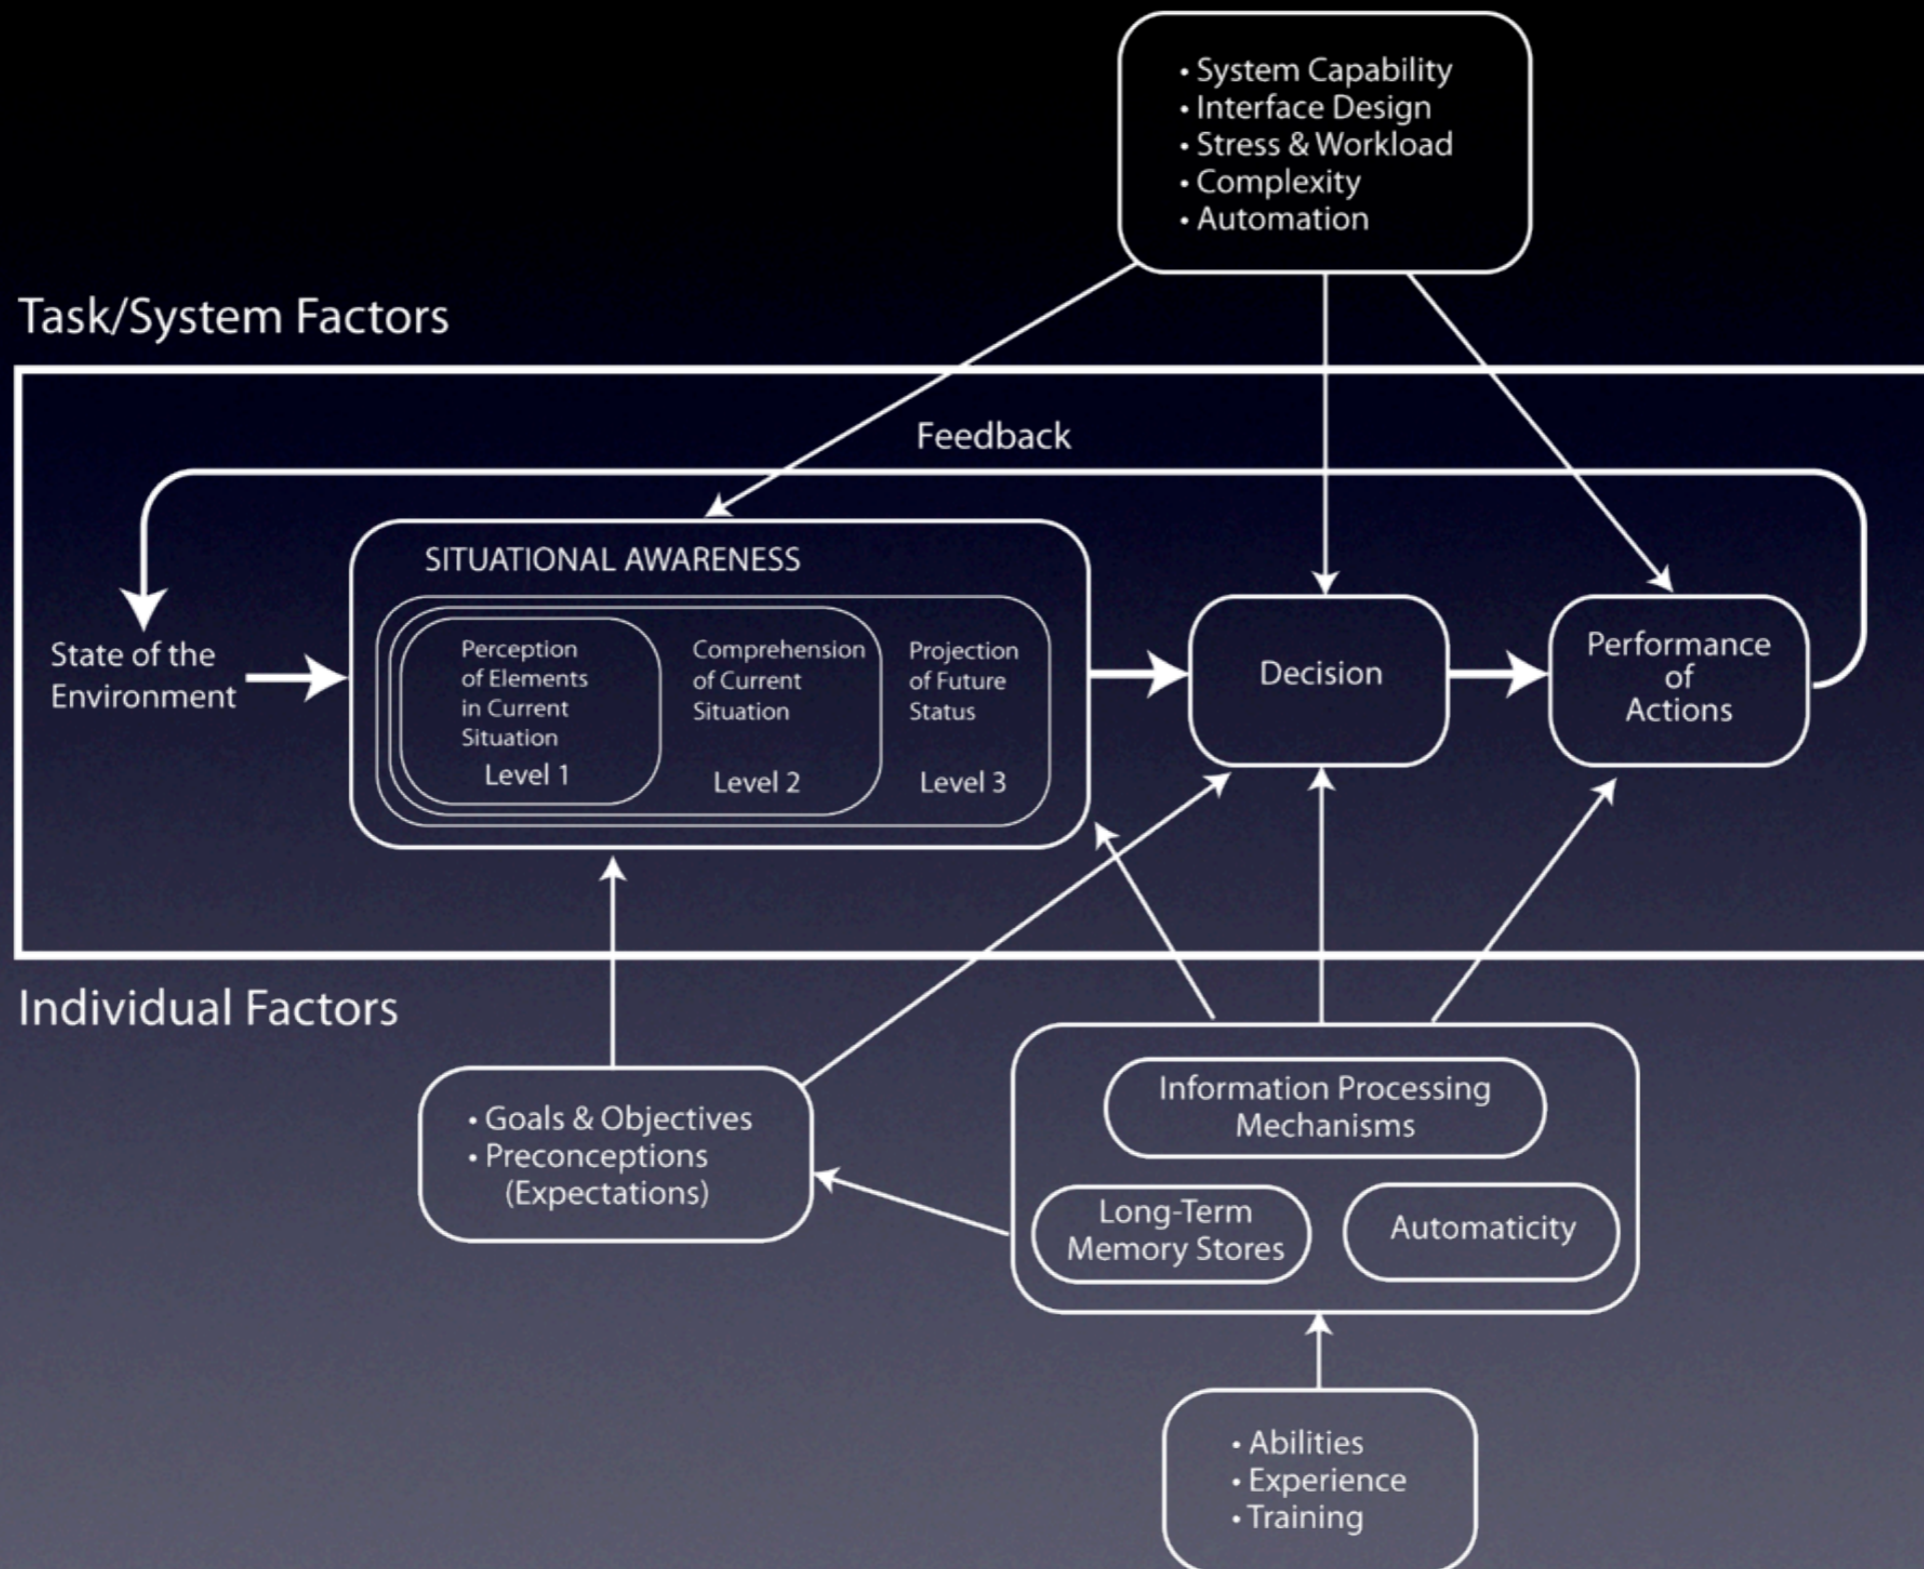 • System Capability
• Interface Design
• Stress & Workload
• Complexity
• Automation
Task/System Factors
Feedback
SITUATIONAL AWARENESS
State of the
Environment
Perception
of Elements
in Current
Situation
Level 1
Comprehension
of Current
Situation
Level 2
Projection
of Future
Status
Level 3
Decision
Performance
of
Actions
Individual Factors
• Goals & Objectives
• Preconceptions
(Expectations)
Information Processing
Mechanisms
Long-Term
Memory Stores
Automaticity
• Abilities
• Experience
• Training